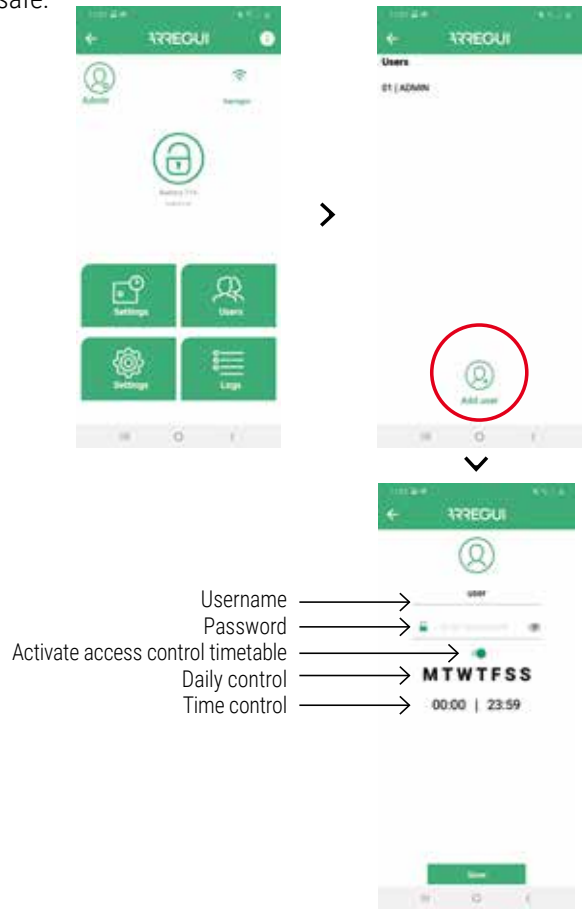 safe.
ARREGUI
Admin
Settings
Users
Settings
Logs
ARREGUI
Users
01 | ADMIN
Add user
ARREGUI
user
Username
Password
Activate access control timetable
Daily control
MTWTFSS
Time control
00:00 | 23:59
Save